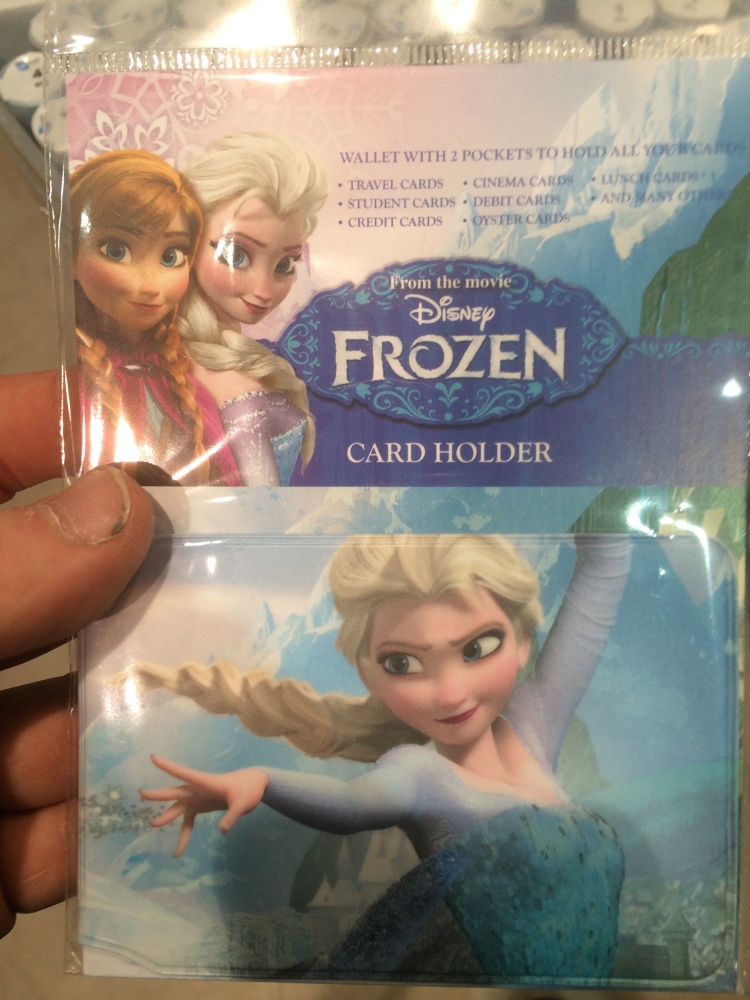 WALLET WITH 2 POCKETS TO HOLD ALL YOUR CARDS
• TRAVEL CARDS • CINEMA CARDS • LUNCH CARDS
• STUDENT CARDS • DEBIT CARDS • AND MANY OTHER
• CREDIT CARDS • OYSTER CARDS
From the movie
Disney
FROZEN
CARD HOLDER